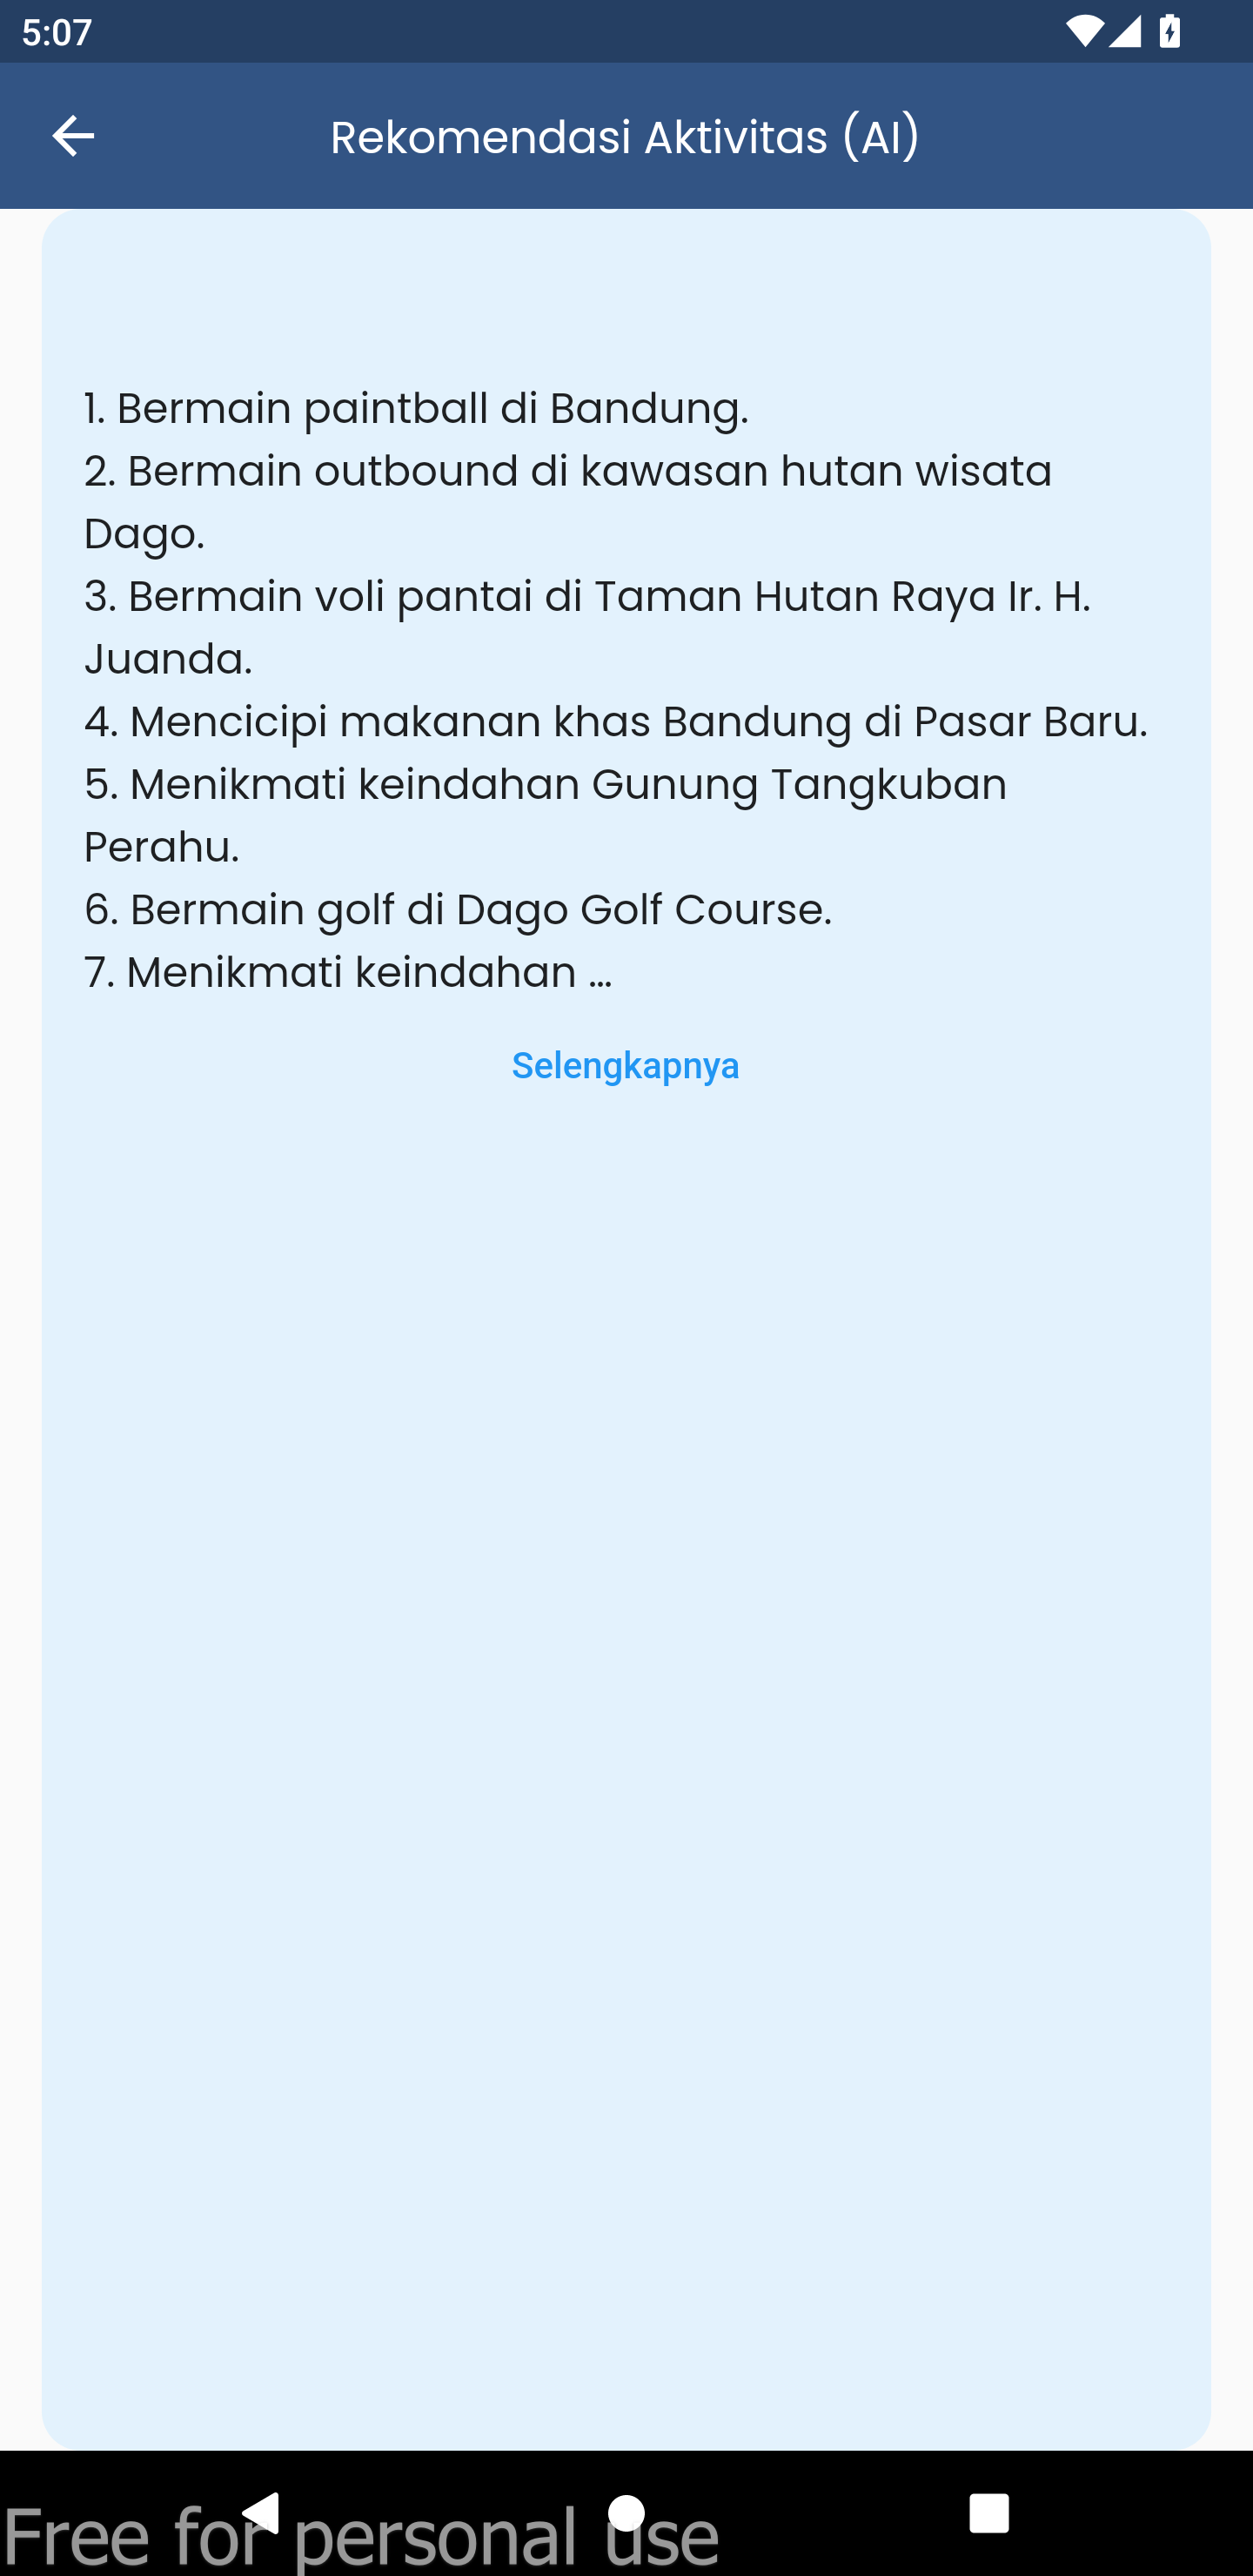 5:07
Rekomendasi Aktivitas (AI)
1. Bermain paintball di Bandung.
2. Bermain outbound di kawasan hutan wisata
Dago.
3. Bermain voli pantai di Taman Hutan Raya Ir. H.
Juanda.
4. Mencicipi makanan khas Bandung di Pasar Baru.
5. Menikmati keindahan Gunung Tangkuban
Perahu.
6. Bermain golf di Dago Golf Course.
7. Menikmati keindahan ...
Selengkapnya
Free for personal use